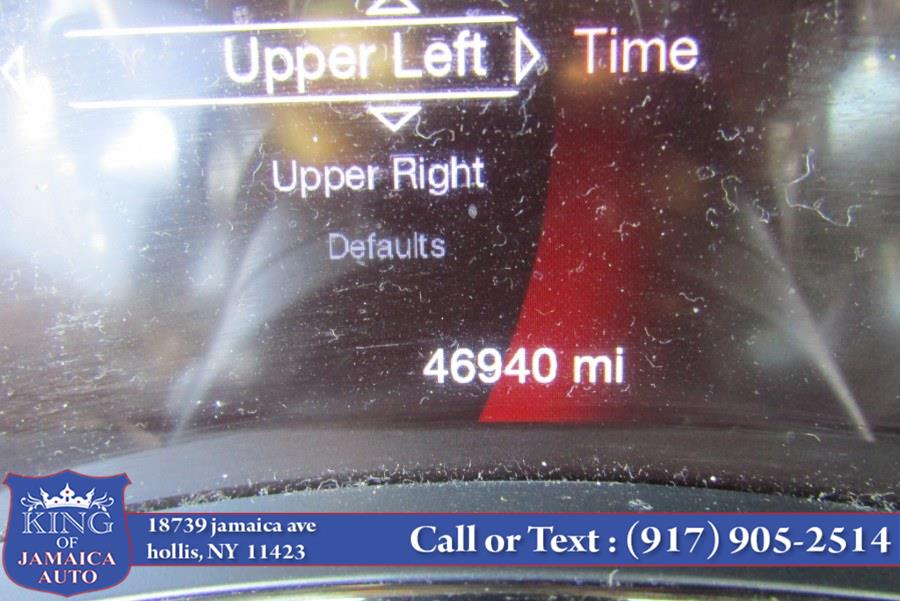 Upper Left
Time
Upper Right
Defaults
46940 mi
KING
OF
JAMAICA
AUTO
18739 jamaica ave
hollis, NY 11423
Call or Text : (917) 905-2514